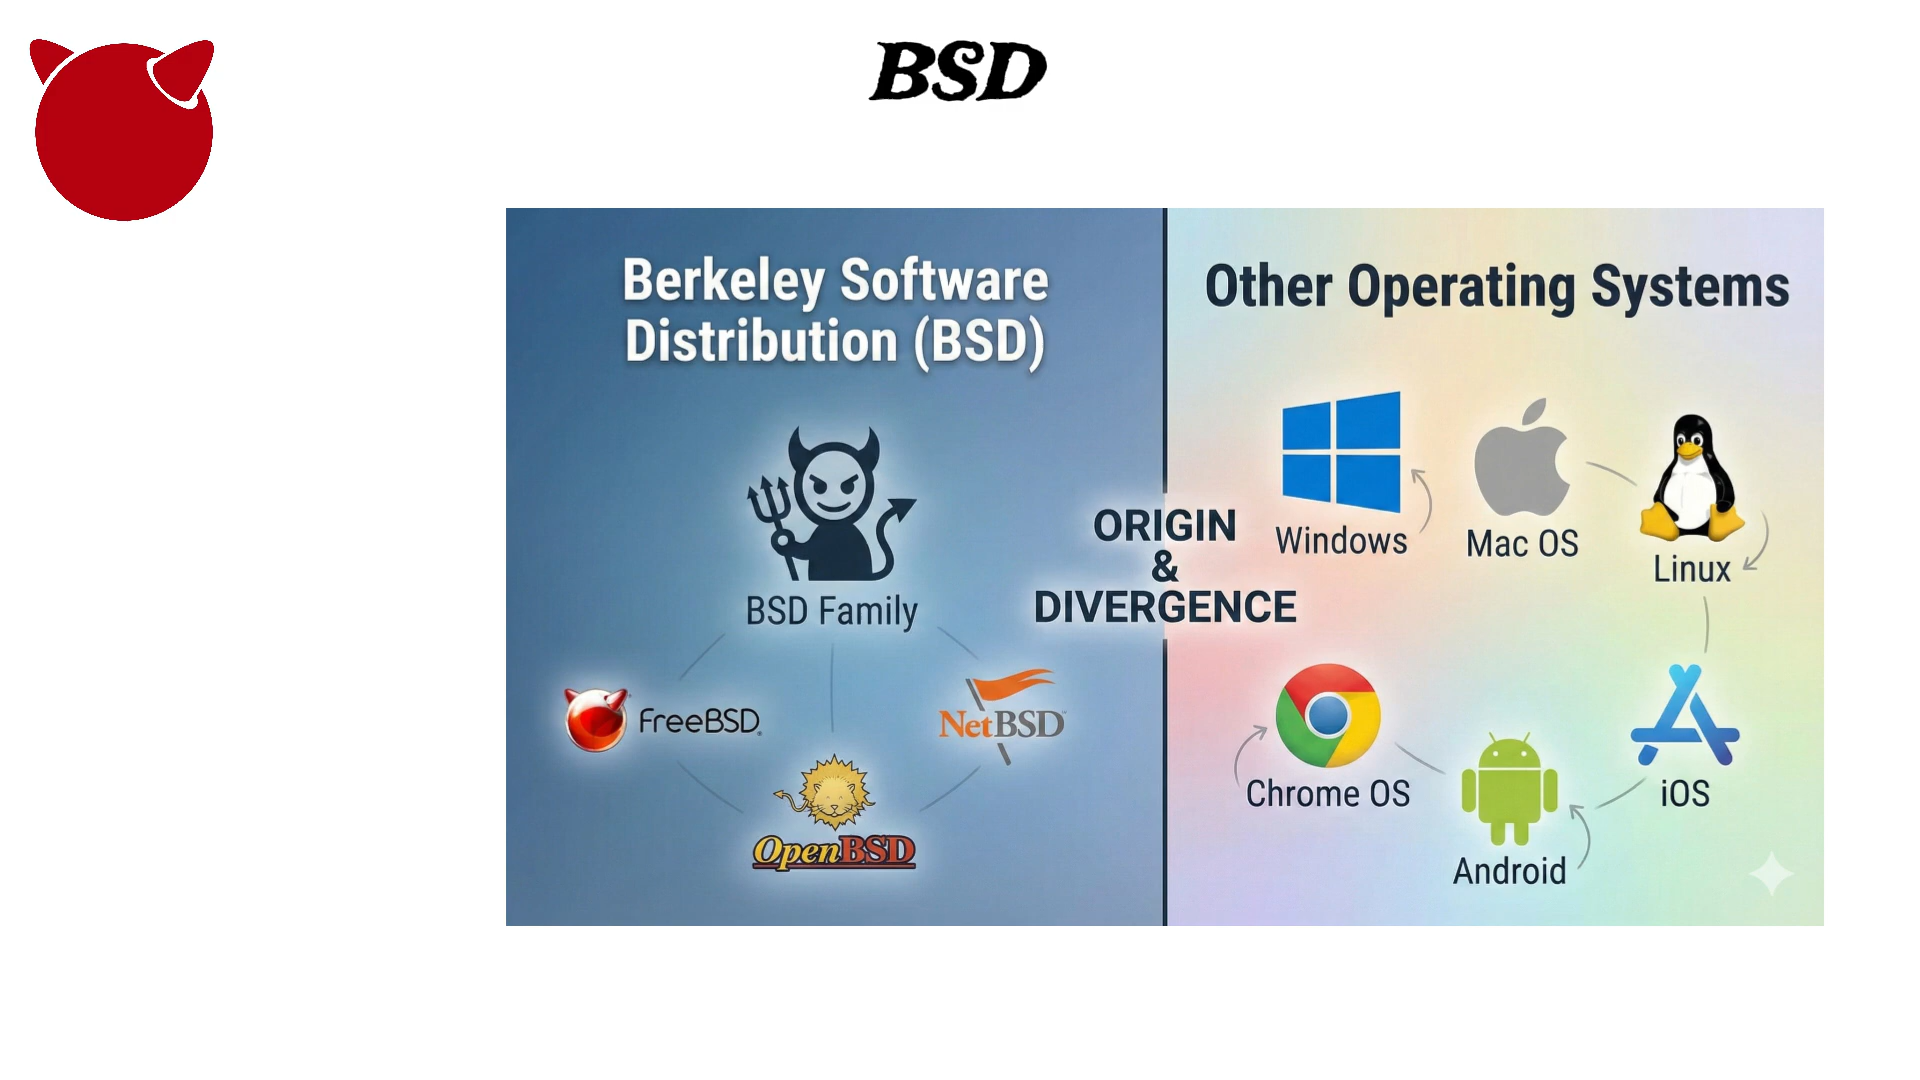 BSD
Berkeley Software
Distribution (BSD)
Other Operating Systems
BSD Family
ORIGIN
&
DIVERGENCE
Windows
Mac OS
Linux
FreeBSD®
NetBSD™
OpenBSD
Chrome OS
Android
iOS